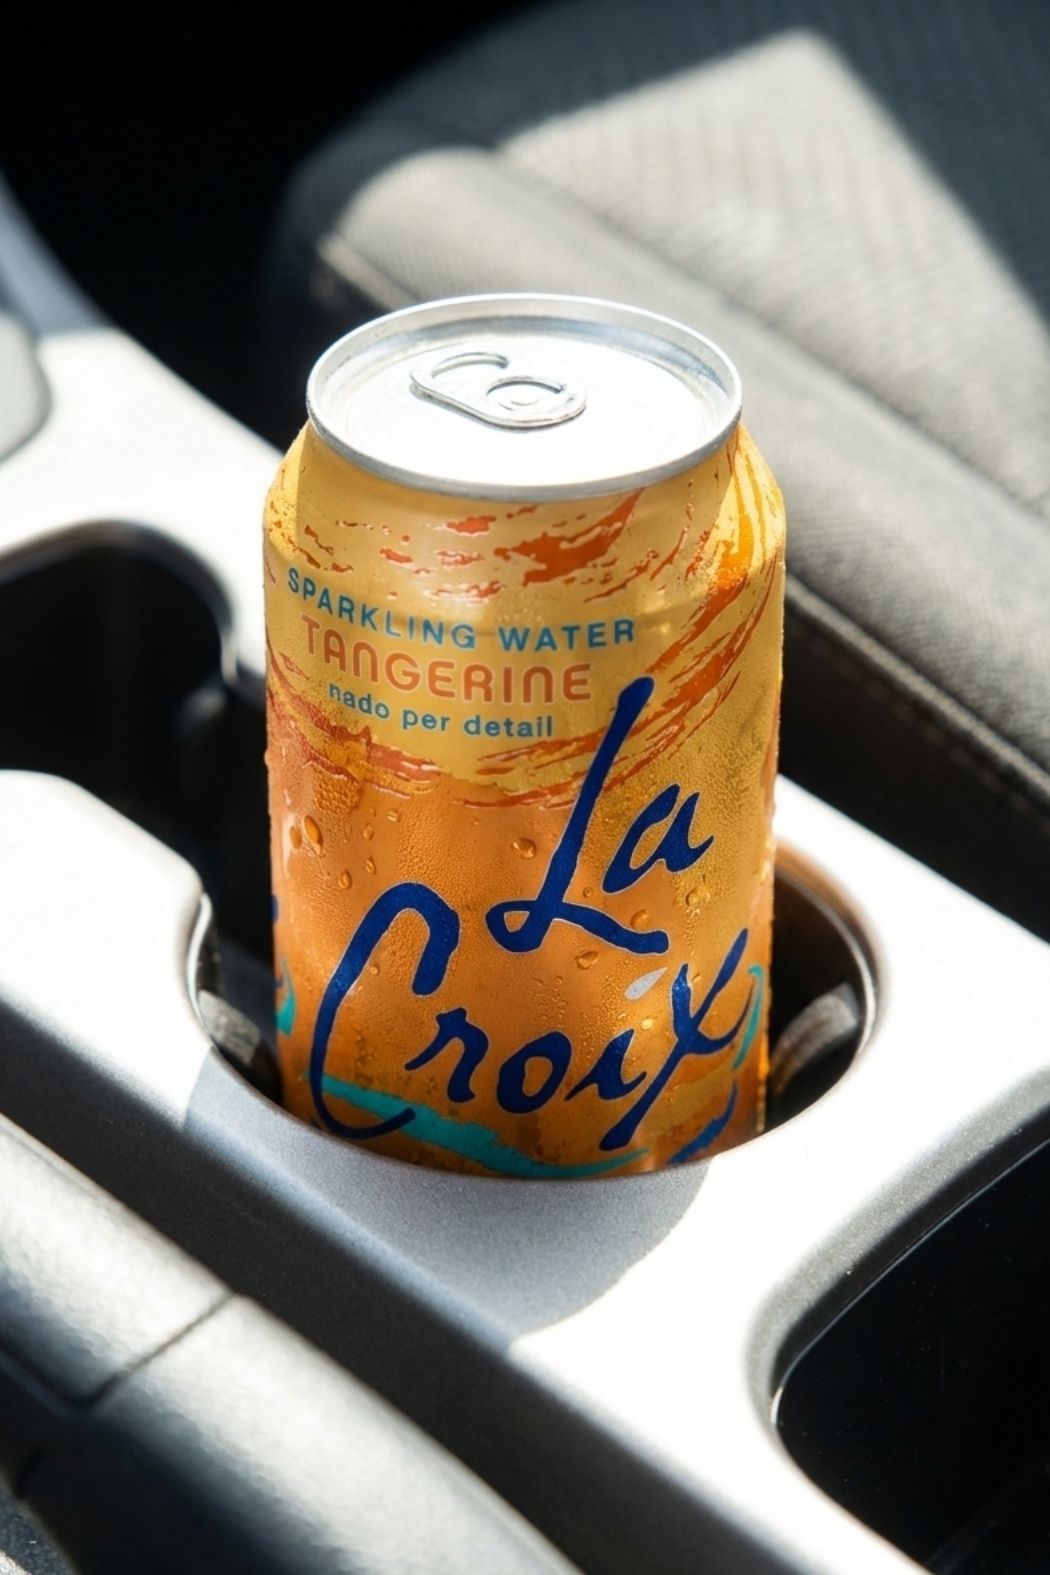 SPARKLING WATER
TANGERINE
nado per detail
La
Croix